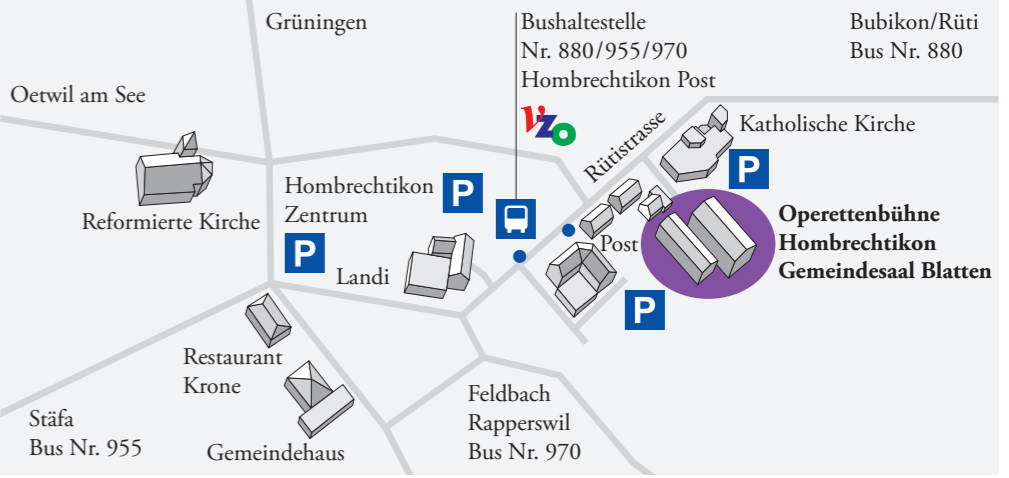 Grüningen
Bushaltestelle
Nr. 880/955/970
Hombrechtikon Post
Bubikon/Rüti
Bus Nr. 880
Oetwil am See
vzo
Rütistrasse
Katholische Kirche
P
Hombrechtikon
Zentrum
P
Reformierte Kirche
P
Landi
Post
Operettenbühne
Hombrechtikon
Gemeindesaal Blatten
P
Restaurant
Krone
Feldbach
Rapperswil
Bus Nr. 970
Stäfa
Bus Nr. 955
Gemeindehaus